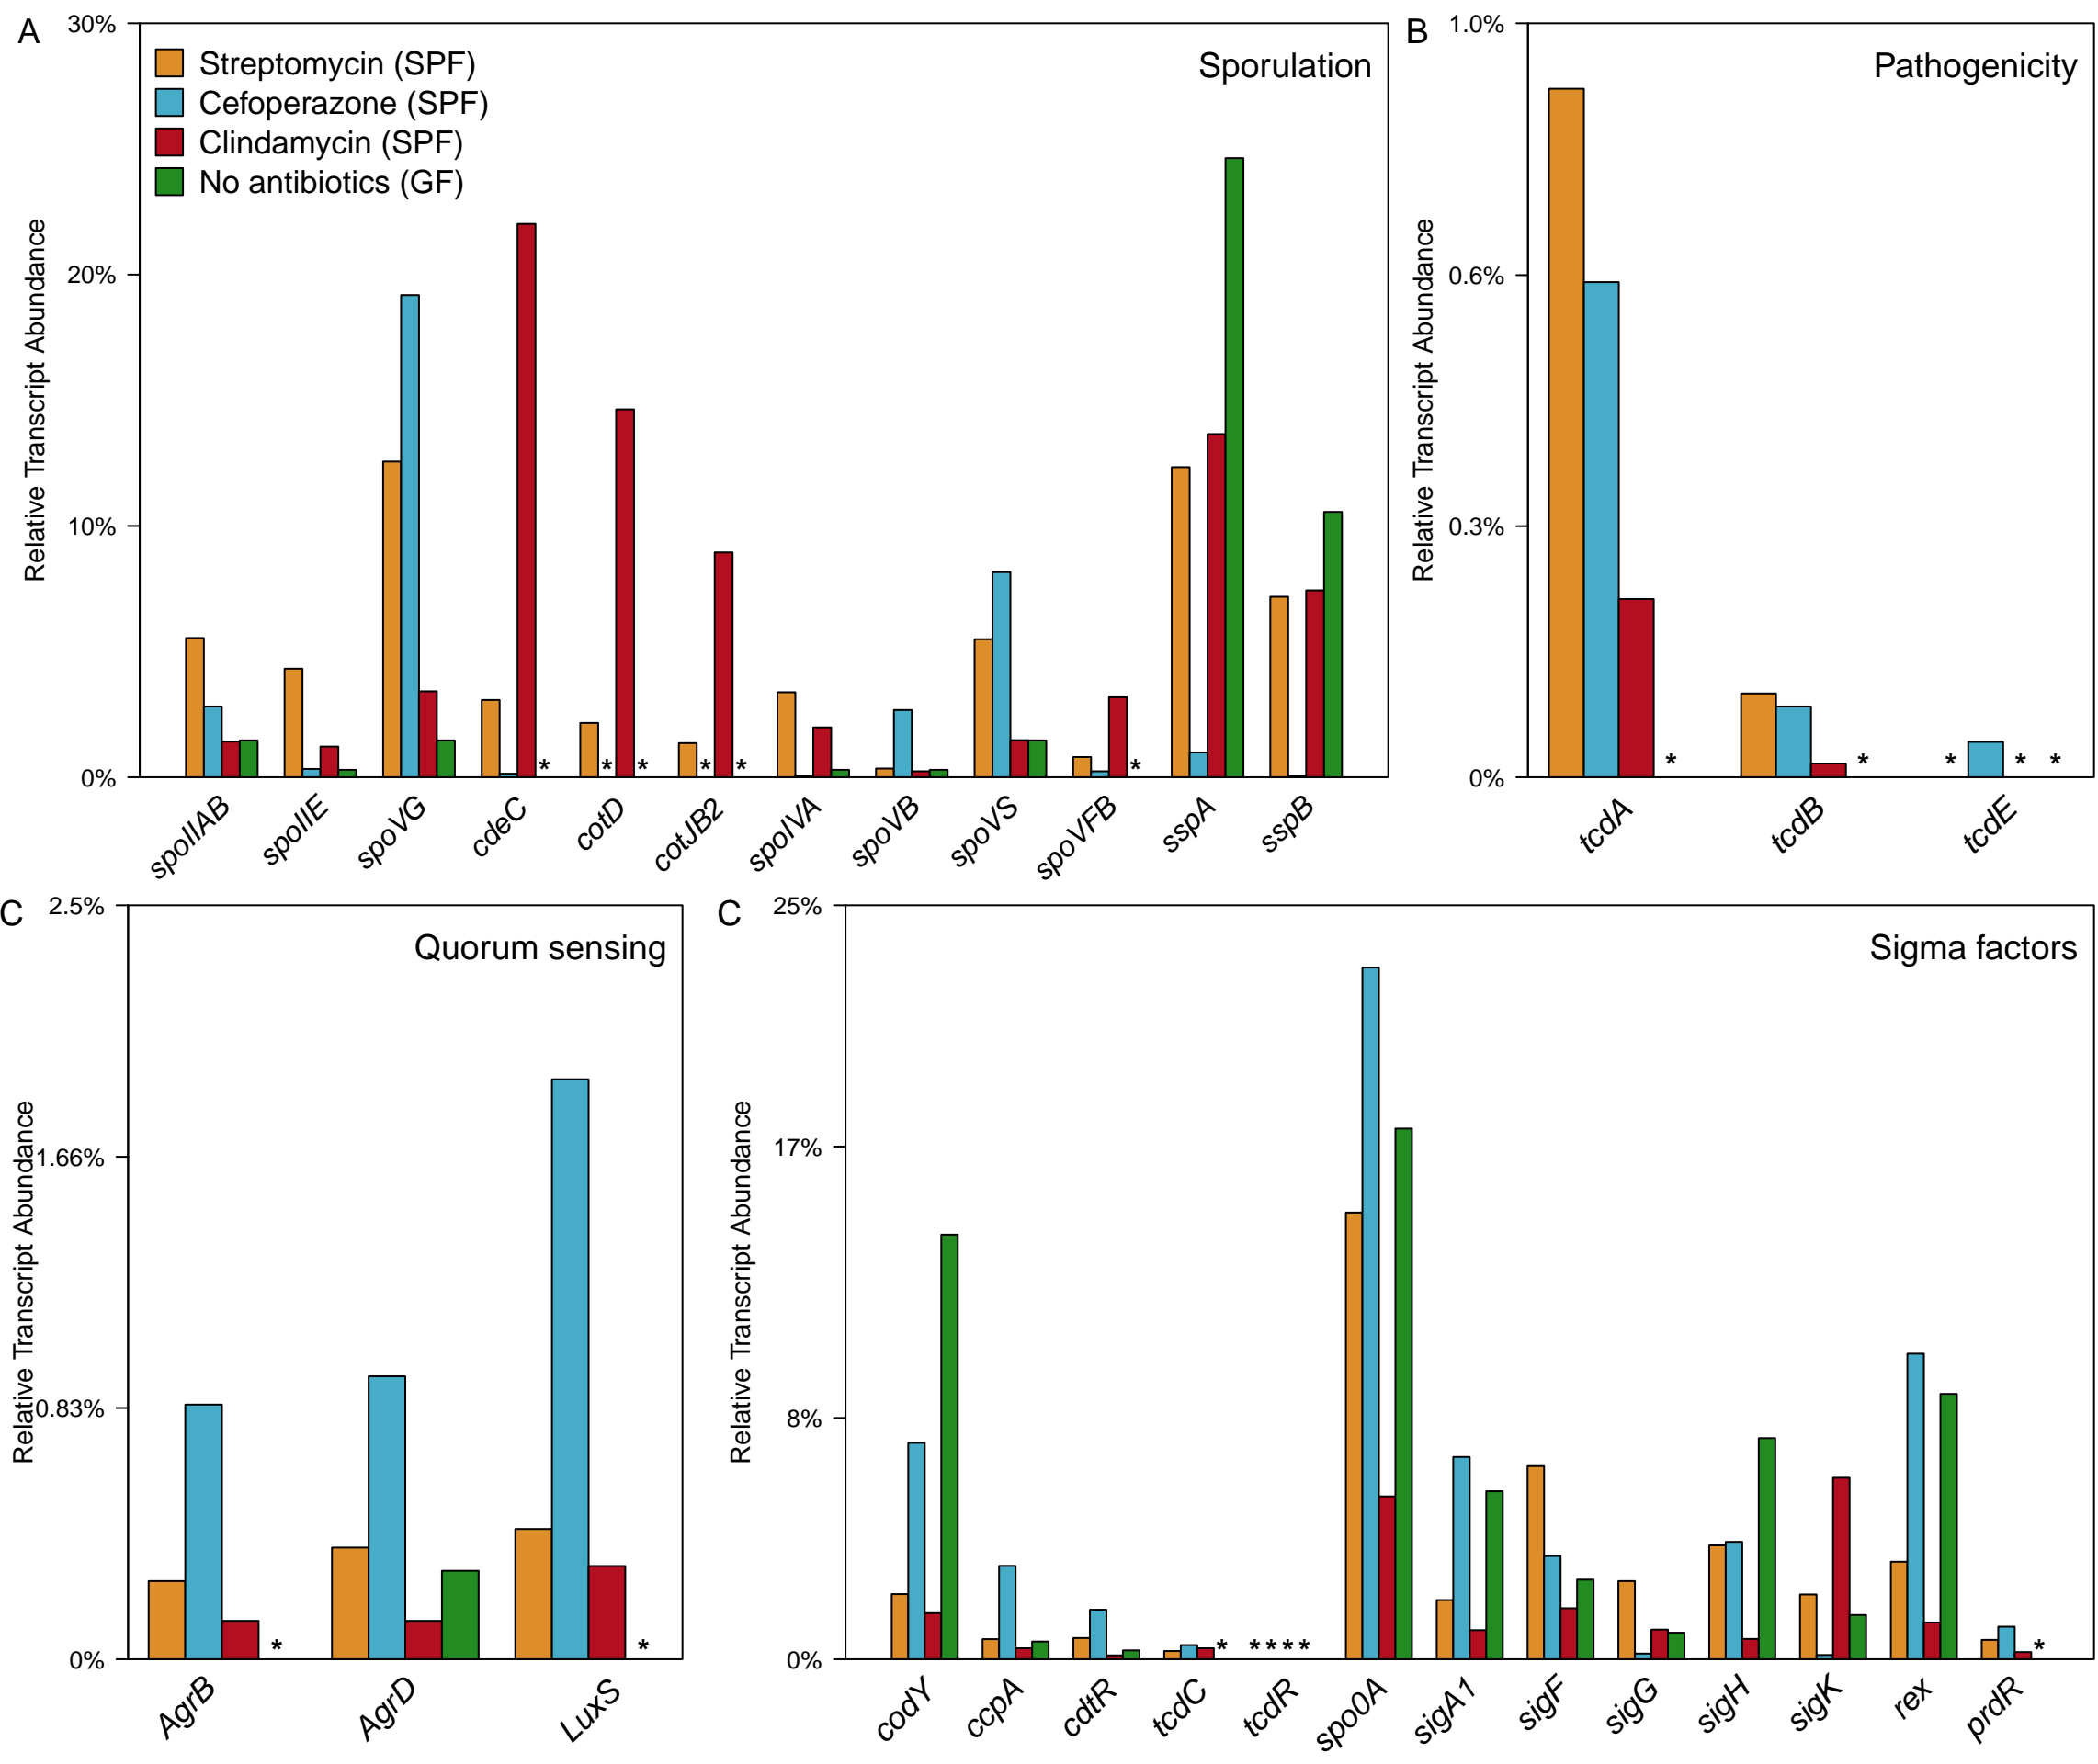 A
30%
20%
10%
0%
Relative Transcript Abundance
Streptomycin (SPF)
Cefoperazone (SPF)
Clindamycin (SPF)
No antibiotics (GF)
Sporulation
* * * * * *
spoIIAB spoIIE spoVG cdeC cotD cotJB2 spoIVA spoVB spoVS spoVFB sspA sspB
B
1.0%
0.6%
0.3%
0%
Relative Transcript Abundance
Pathogenicity
* * * * *
tcdA tcdB tcdE
C
2.5%
1.66%
0.83%
0%
Relative Transcript Abundance
Quorum sensing
* *
AgrB AgrD LuxS
C
25%
17%
8%
0%
Relative Transcript Abundance
Sigma factors
* * * * * *
codY ccpA cdtR tcdC tcdR spo0A sigA1 sigF sigG sigH sigK rex prdR